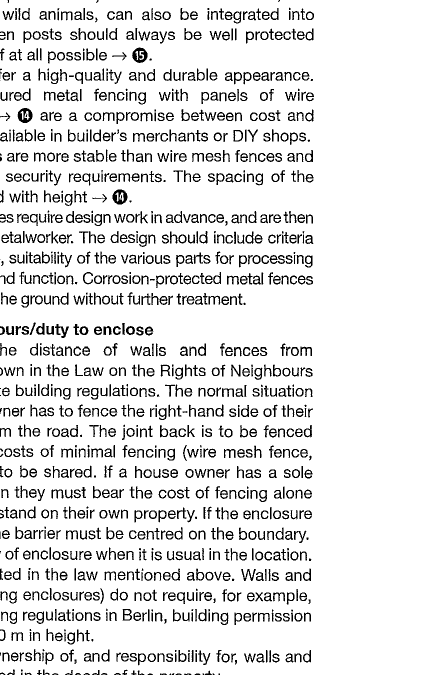 wild animals, can also be integrated into
en posts should always be well protected
f at all possible → ⓯.
fer a high-quality and durable appearance.
ured metal fencing with panels of wire
→ ⓮ are a compromise between cost and
ailable in builder's merchants or DIY shops.
s are more stable than wire mesh fences and
security requirements. The spacing of the
d with height → ⓮.
es require design work in advance, and are then
etalworker. The design should include criteria
, suitability of the various parts for processing
nd function. Corrosion-protected metal fences
he ground without further treatment.
ours/duty to enclose
he distance of walls and fences from
own in the Law on the Rights of Neighbours
te building regulations. The normal situation
wner has to fence the right-hand side of their
m the road. The joint back is to be fenced
costs of minimal fencing (wire mesh fence,
to be shared. If a house owner has a sole
n they must bear the cost of fencing alone
stand on their own property. If the enclosure
e barrier must be centred on the boundary.
y of enclosure when it is usual in the location.
ted in the law mentioned above. Walls and
ng enclosures) do not require, for example,
ng regulations in Berlin, building permission
0 m in height.
nership of, and responsibility for, walls and
ed in the deeds of the property.